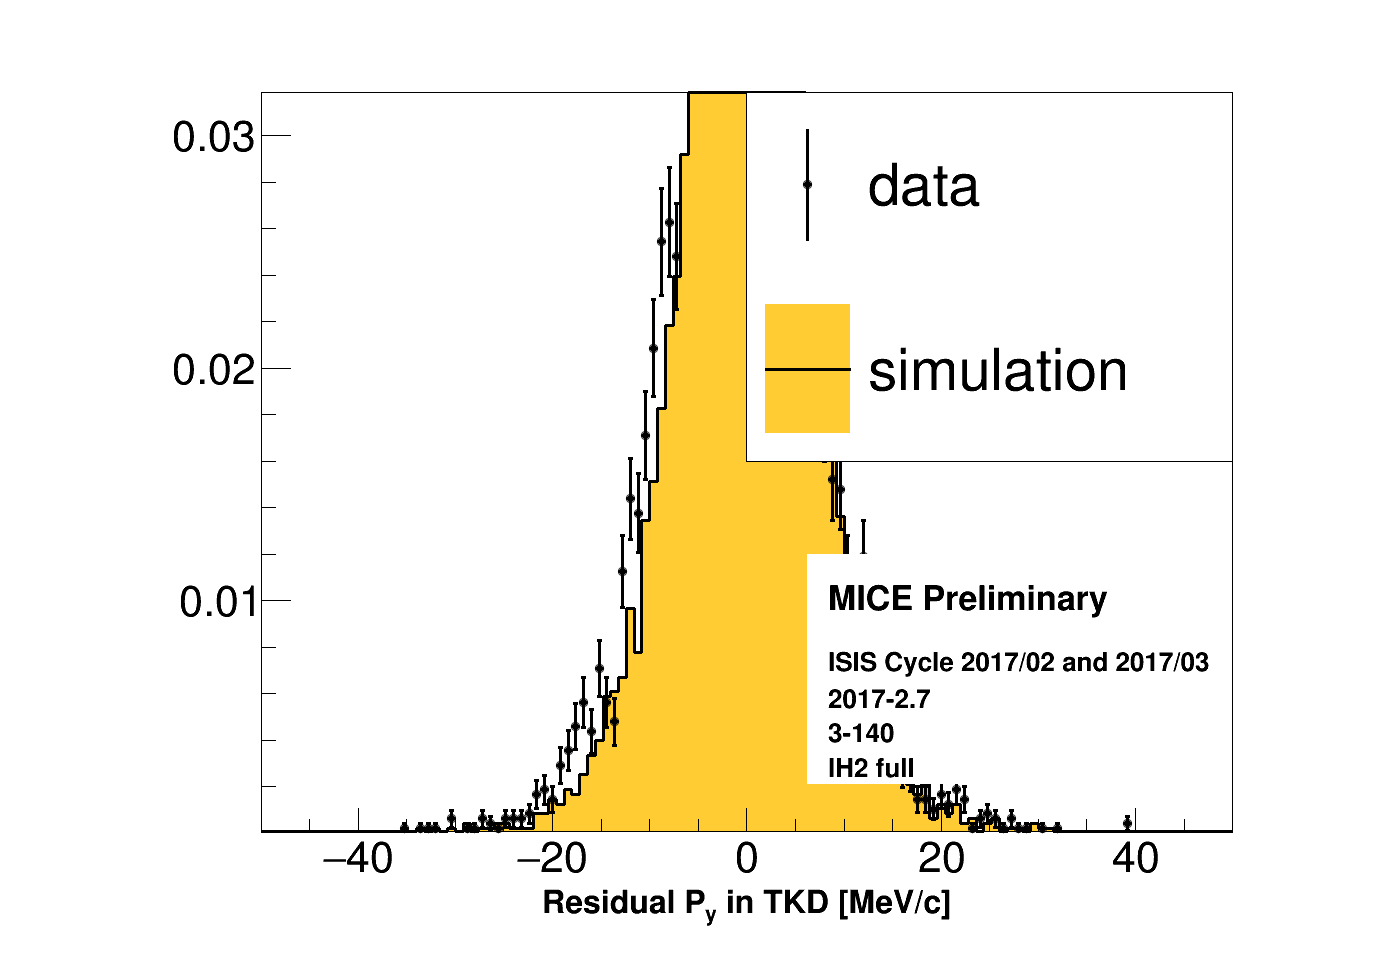 0.03
data
0.02
simulation
0.01
MICE Preliminary
ISIS Cycle 2017/02 and 2017/03
2017-2.7
3-140
IH2 full
−40 −20 0 20 40
Residual Py in TKD [MeV/c]